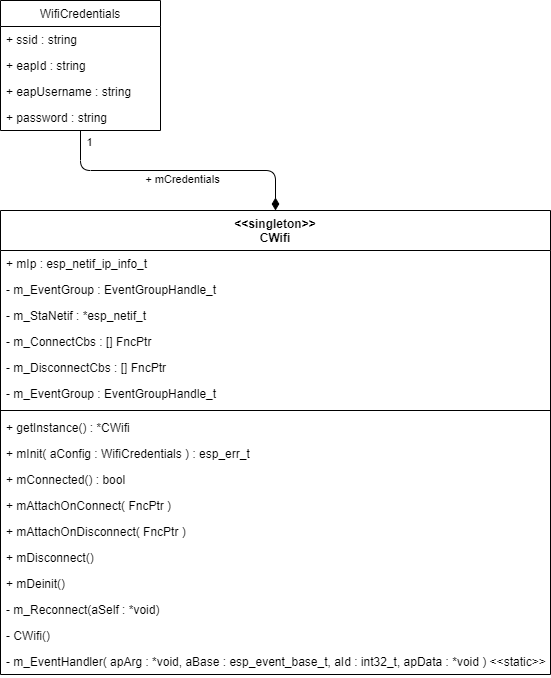 WifiCredentials
+ ssid : string
+ eapId : string
+ eapUsername : string
+ password : string
1
+ mCredentials
<<singleton>>
CWifi
+ mIp : esp_netif_ip_info_t
- m_EventGroup : EventGroupHandle_t
- m_StaNetif : *esp_netif_t
- m_ConnectCbs : [] FncPtr
- m_DisconnectCbs : [] FncPtr
- m_EventGroup : EventGroupHandle_t
+ getInstance() : *CWifi
+ mInit( aConfig : WifiCredentials ) : esp_err_t
+ mConnected() : bool
+ mAttachOnConnect( FncPtr )
+ mAttachOnDisconnect( FncPtr )
+ mDisconnect()
+ mDeinit()
- m_Reconnect(aSelf : *void)
- CWifi()
- m_EventHandler( apArg : *void, aBase : esp_event_base_t, aId : int32_t, apData : *void ) <<static>>